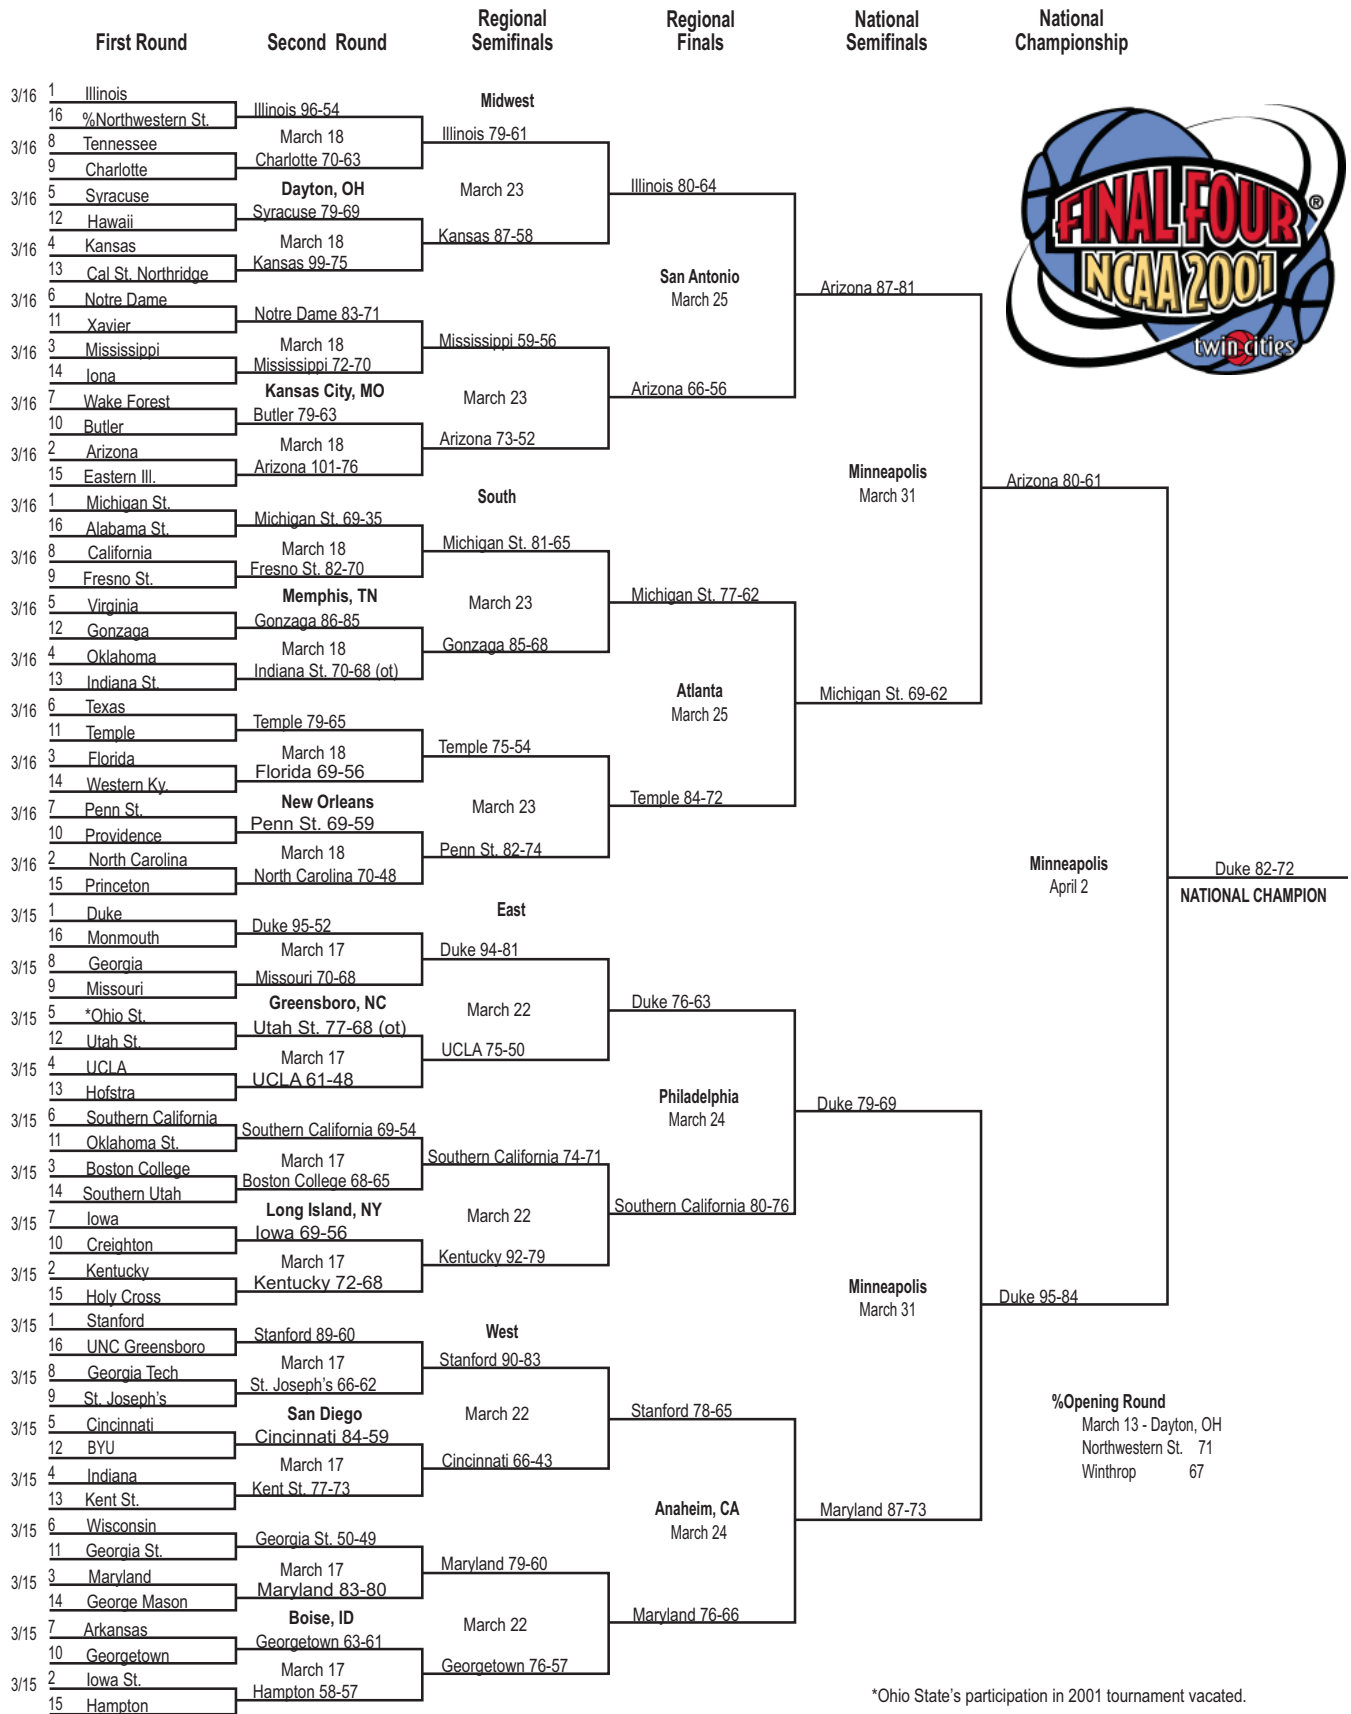 First Round
Second Round
Regional
Semifinals
Regional
Finals
National
Semifinals
National
Championship
3/16 1 Illinois
16 %Northwestern St.
3/16 8 Tennessee
9 Charlotte
3/16 5 Syracuse
12 Hawaii
3/16 4 Kansas
13 Cal St. Northridge
3/16 6 Notre Dame
11 Xavier
3/16 3 Mississippi
14 Iona
3/16 7 Wake Forest
10 Butler
3/16 2 Arizona
15 Eastern Ill.
3/16 1 Michigan St.
16 Alabama St.
3/16 8 California
9 Fresno St.
3/16 5 Virginia
12 Gonzaga
3/16 4 Oklahoma
13 Indiana St.
3/16 6 Texas
11 Temple
3/16 3 Florida
14 Western Ky.
3/16 7 Penn St.
10 Providence
3/16 2 North Carolina
15 Princeton
3/15 1 Duke
16 Monmouth
3/15 8 Georgia
9 Missouri
3/15 5 *Ohio St.
12 Utah St.
3/15 4 UCLA
13 Hofstra
3/15 6 Southern California
11 Oklahoma St.
3/15 3 Boston College
14 Southern Utah
3/15 7 Iowa
10 Creighton
3/15 2 Kentucky
15 Holy Cross
3/15 1 Stanford
16 UNC Greensboro
3/15 8 Georgia Tech
9 St. Joseph's
3/15 5 Cincinnati
12 BYU
3/15 4 Indiana
13 Kent St.
3/15 6 Wisconsin
11 Georgia St.
3/15 3 Maryland
14 George Mason
3/15 7 Arkansas
10 Georgetown
3/15 2 Iowa St.
15 Hampton
Illinois 96-54
March 18
Charlotte 70-63
Dayton, OH
Syracuse 79-69
March 18
Kansas 99-75
Notre Dame 83-71
March 18
Mississippi 72-70
Kansas City, MO
Butler 79-63
March 18
Arizona 101-76
Michigan St. 69-35
March 18
Fresno St. 82-70
Memphis, TN
Gonzaga 86-85
March 18
Indiana St. 70-68 (ot)
Temple 79-65
March 18
Florida 69-56
New Orleans
Penn St. 69-59
March 18
North Carolina 70-48
Duke 95-52
March 17
Missouri 70-68
Greensboro, NC
Utah St. 77-68 (ot)
March 17
UCLA 61-48
Southern California 69-54
March 17
Boston College 68-65
Long Island, NY
Iowa 69-56
March 17
Kentucky 72-68
Stanford 89-60
March 17
St. Joseph's 66-62
San Diego
Cincinnati 84-59
March 17
Kent St. 77-73
Georgia St. 50-49
March 17
Maryland 83-80
Boise, ID
Georgetown 63-61
March 17
Hampton 58-57
Midwest
Illinois 79-61
March 23
Kansas 87-58
Mississippi 59-56
March 23
Arizona 73-52
South
Michigan St. 81-65
March 23
Gonzaga 85-68
Temple 75-54
March 23
Penn St. 82-74
East
Duke 94-81
March 22
UCLA 75-50
Southern California 74-71
March 22
Kentucky 92-79
West
Stanford 90-83
March 22
Cincinnati 66-43
Maryland 79-60
March 22
Georgetown 76-57
Illinois 80-64
San Antonio
March 25
Arizona 66-56
Michigan St. 77-62
Atlanta
March 25
Temple 84-72
Duke 76-63
Philadelphia
March 24
Southern California 80-76
Stanford 78-65
Anaheim, CA
March 24
Maryland 76-66
Arizona 87-81
Minneapolis
March 31
Michigan St. 69-62
Duke 79-69
Minneapolis
March 31
Maryland 87-73
Arizona 80-61
Minneapolis
April 2
Duke 95-84
Duke 82-72
NATIONAL CHAMPION
FINAL FOUR ®
NCAA 2001
twin cities
%Opening Round
March 13 - Dayton, OH
Northwestern St. 71
Winthrop 67
*Ohio State's participation in 2001 tournament vacated.